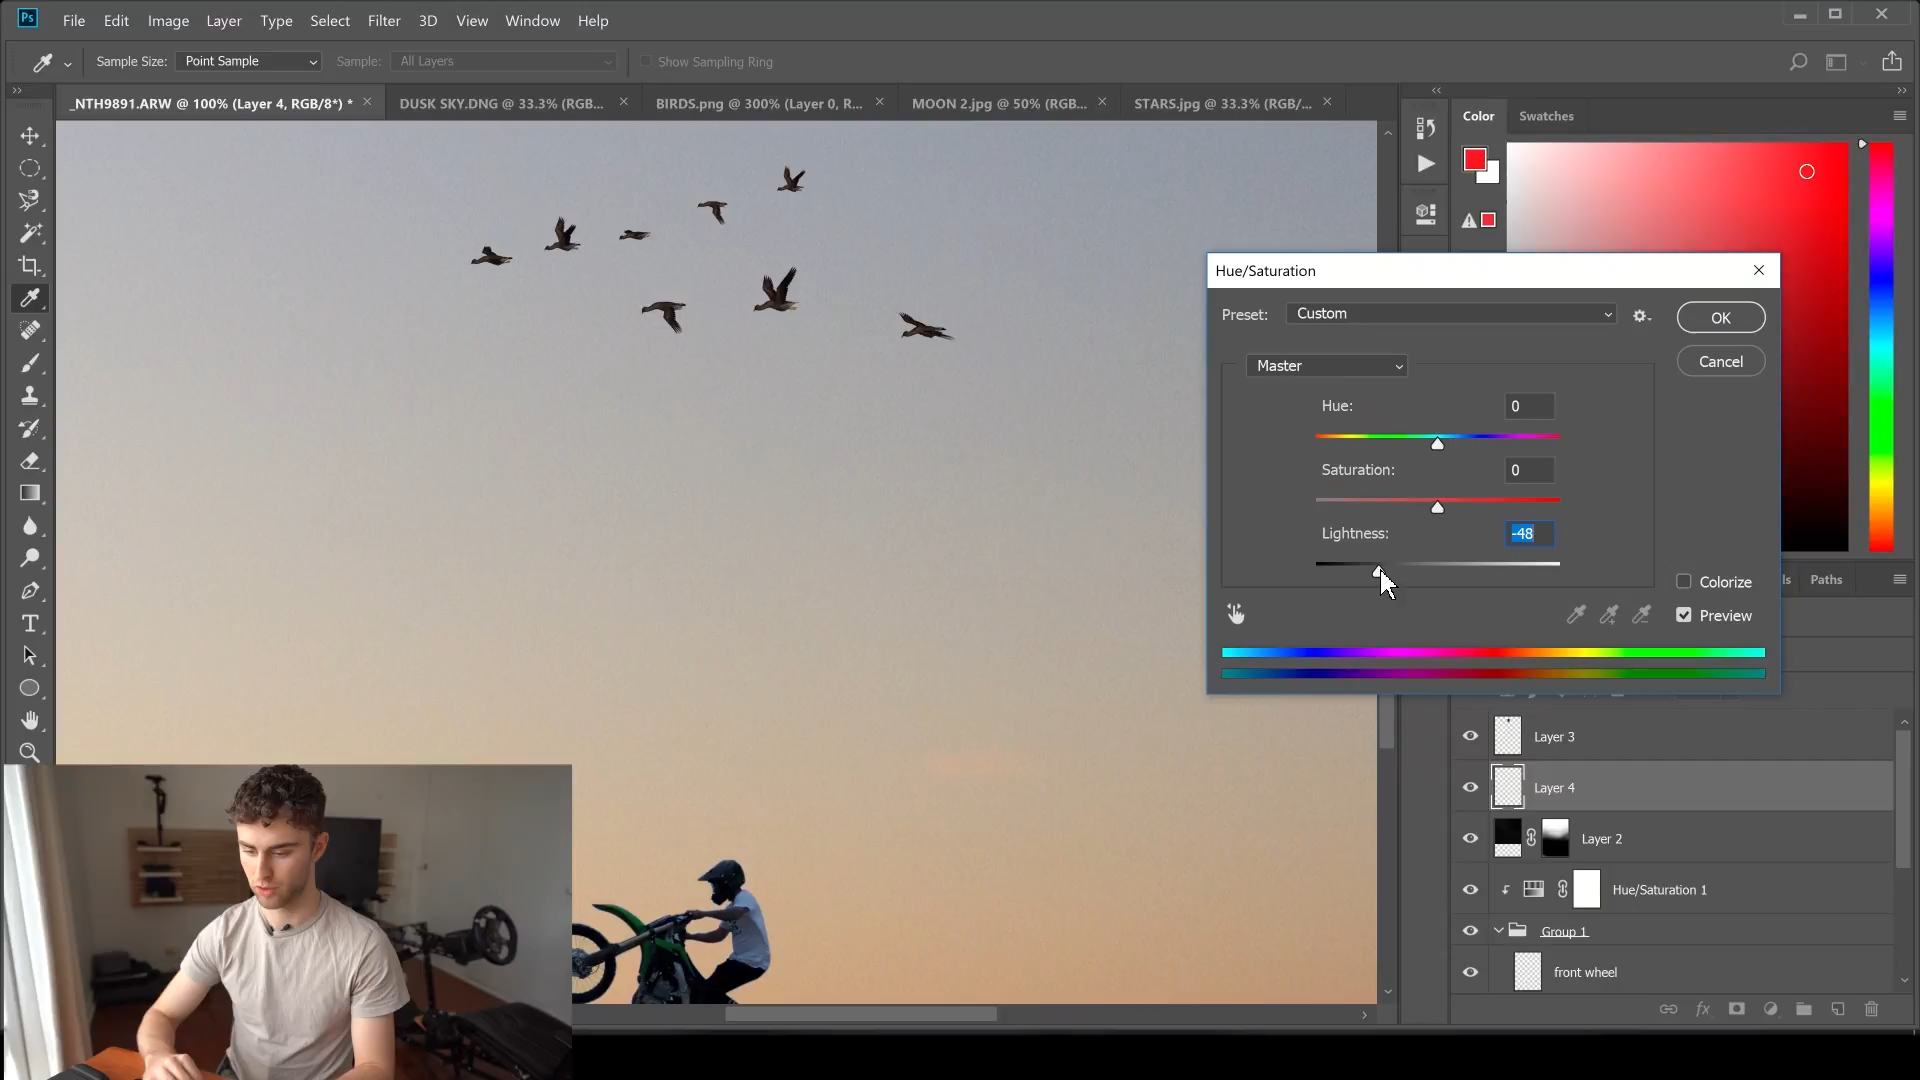 Ps File Edit Image Layer Type Select Filter 3D View Window Help
Sample Size: Point Sample Sample: All Layers Show Sampling Ring
_NTH9891.ARW @ 100% (Layer 4, RGB/8*) * DUSK SKY.DNG @ 33.3% (RGB... BIRDS.png @ 300% (Layer 0, R... MOON 2.jpg @ 50% (RGB... STARS.jpg @ 33.3% (RGB/...
Color Swatches
Hue/Saturation
Preset: Custom OK
Master Cancel
Hue: 0
Saturation: 0
Lightness: -48
Colorize
Preview
ls Paths
Layer 3
Layer 4
Layer 2
Hue/Saturation 1
Group 1
front wheel
fx